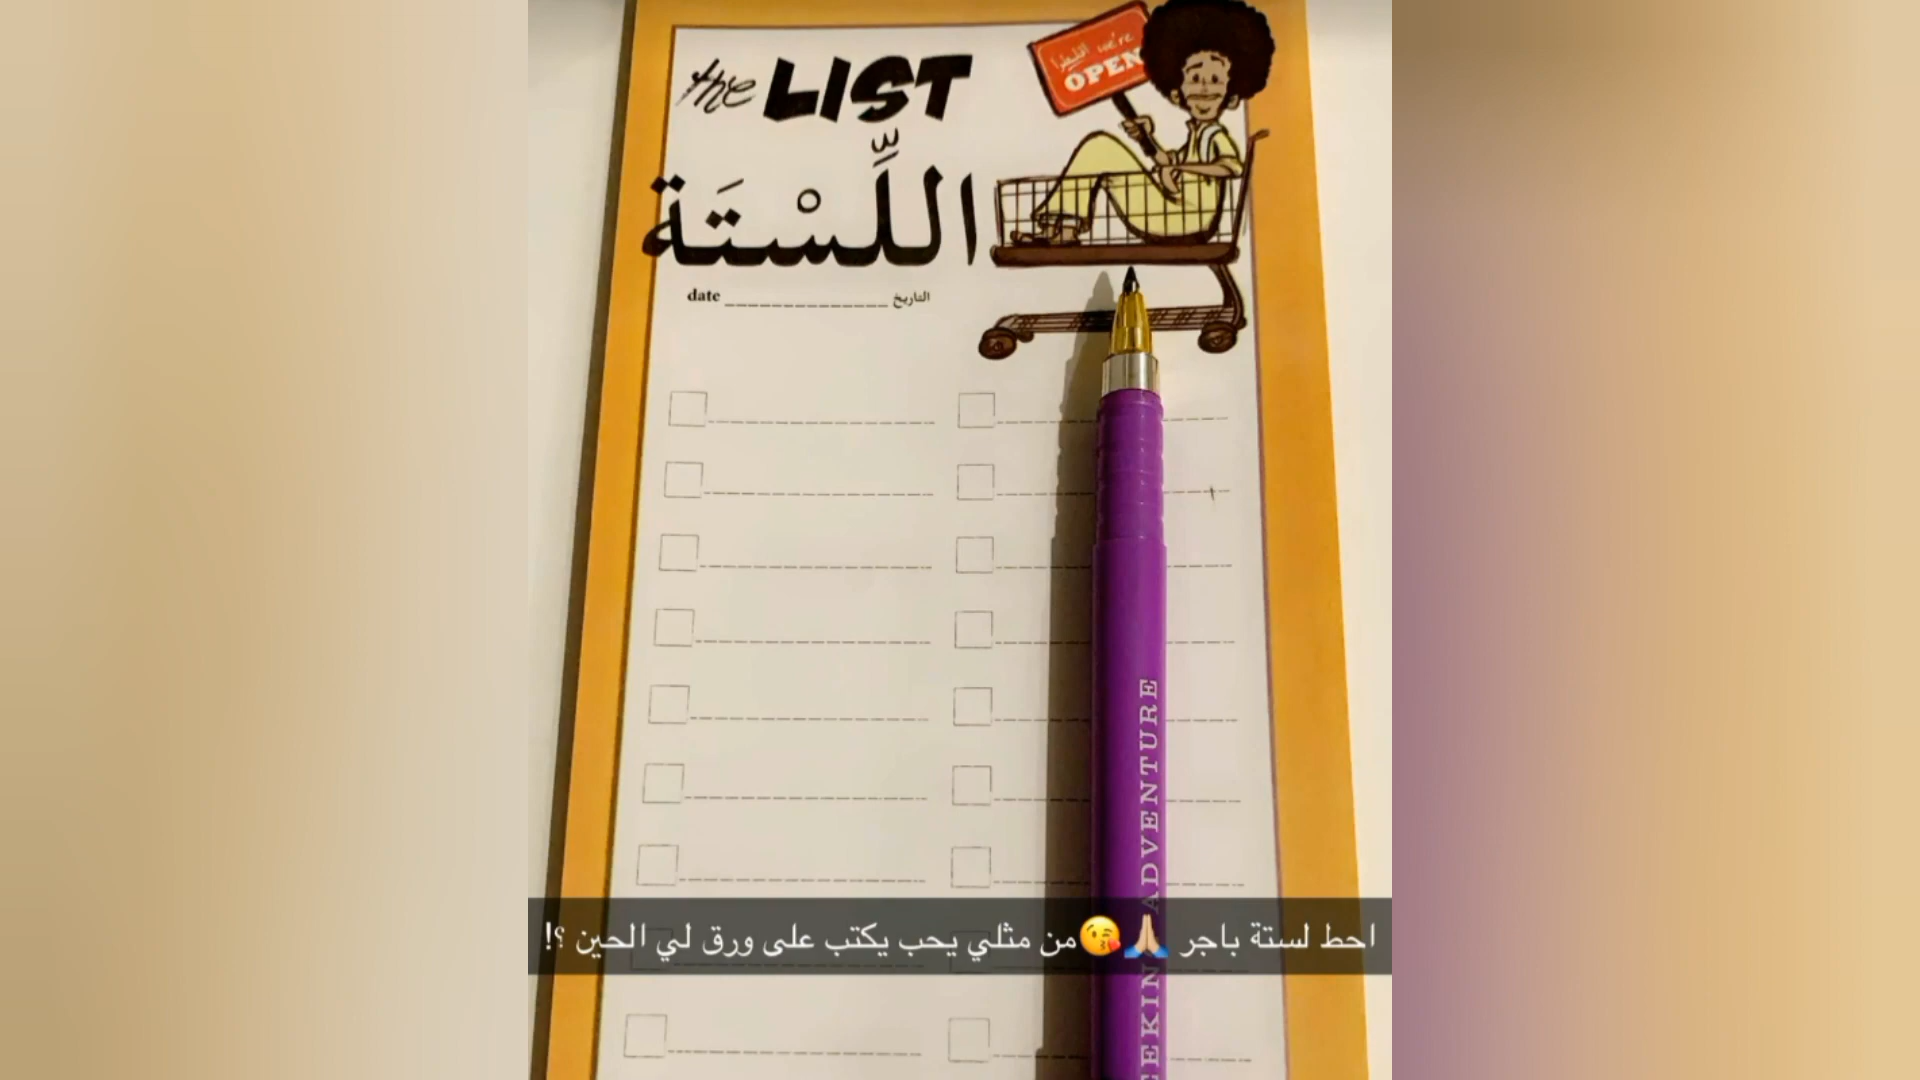 the LIST
we're اللیطرا
OPEN
اللِّسْتَة
date التاريخ
ADVENTURE
احط لستة باجر 🙏🏼😘من مثلي يحب يكتب على ورق لي الحين ؟!